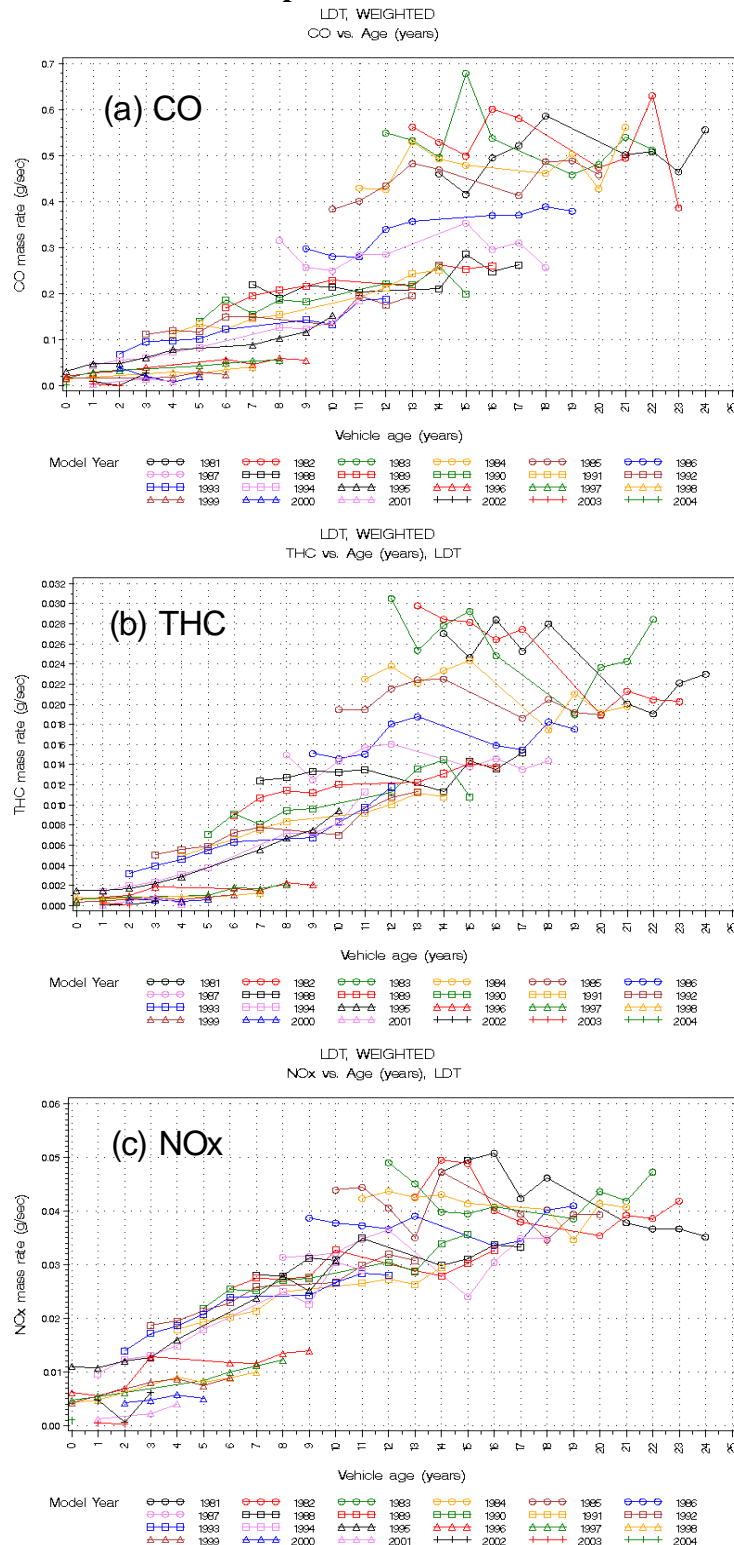 LDT, WEIGHTED
CO vs. Age (years)
(a) CO
CO mass rate (g/sec)
0.7
0.6
0.5
0.4
0.3
0.2
0.1
0.0
0 1 2 3 4 5 6 7 8 9 10 11 12 13 14 15 16 17 18 19 20 21 22 23 24 25
Vehicle age (years)
Model Year 1981 1982 1983 1984 1985 1986
1987 1988 1989 1990 1991 1992
1993 1994 1995 1996 1997 1998
1999 2000 2001 2002 2003 2004
LDT, WEIGHTED
THC vs. Age (years), LDT
(b) THC
THC mass rate (g/sec)
0.032
0.030
0.028
0.026
0.024
0.022
0.020
0.018
0.016
0.014
0.012
0.010
0.008
0.006
0.004
0.002
0.000
0 1 2 3 4 5 6 7 8 9 10 11 12 13 14 15 16 17 18 19 20 21 22 23 24 25
Vehicle age (years)
Model Year 1981 1982 1983 1984 1985 1986
1987 1988 1989 1990 1991 1992
1993 1994 1995 1996 1997 1998
1999 2000 2001 2002 2003 2004
LDT, WEIGHTED
NOx vs. Age (years), LDT
(c) NOx
NOx mass rate (g/sec)
0.06
0.05
0.04
0.03
0.02
0.01
0.00
0 1 2 3 4 5 6 7 8 9 10 11 12 13 14 15 16 17 18 19 20 21 22 23 24 25
Vehicle age (years)
Model Year 1981 1982 1983 1984 1985 1986
1987 1988 1989 1990 1991 1992
1993 1994 1995 1996 1997 1998
1999 2000 2001 2002 2003 2004